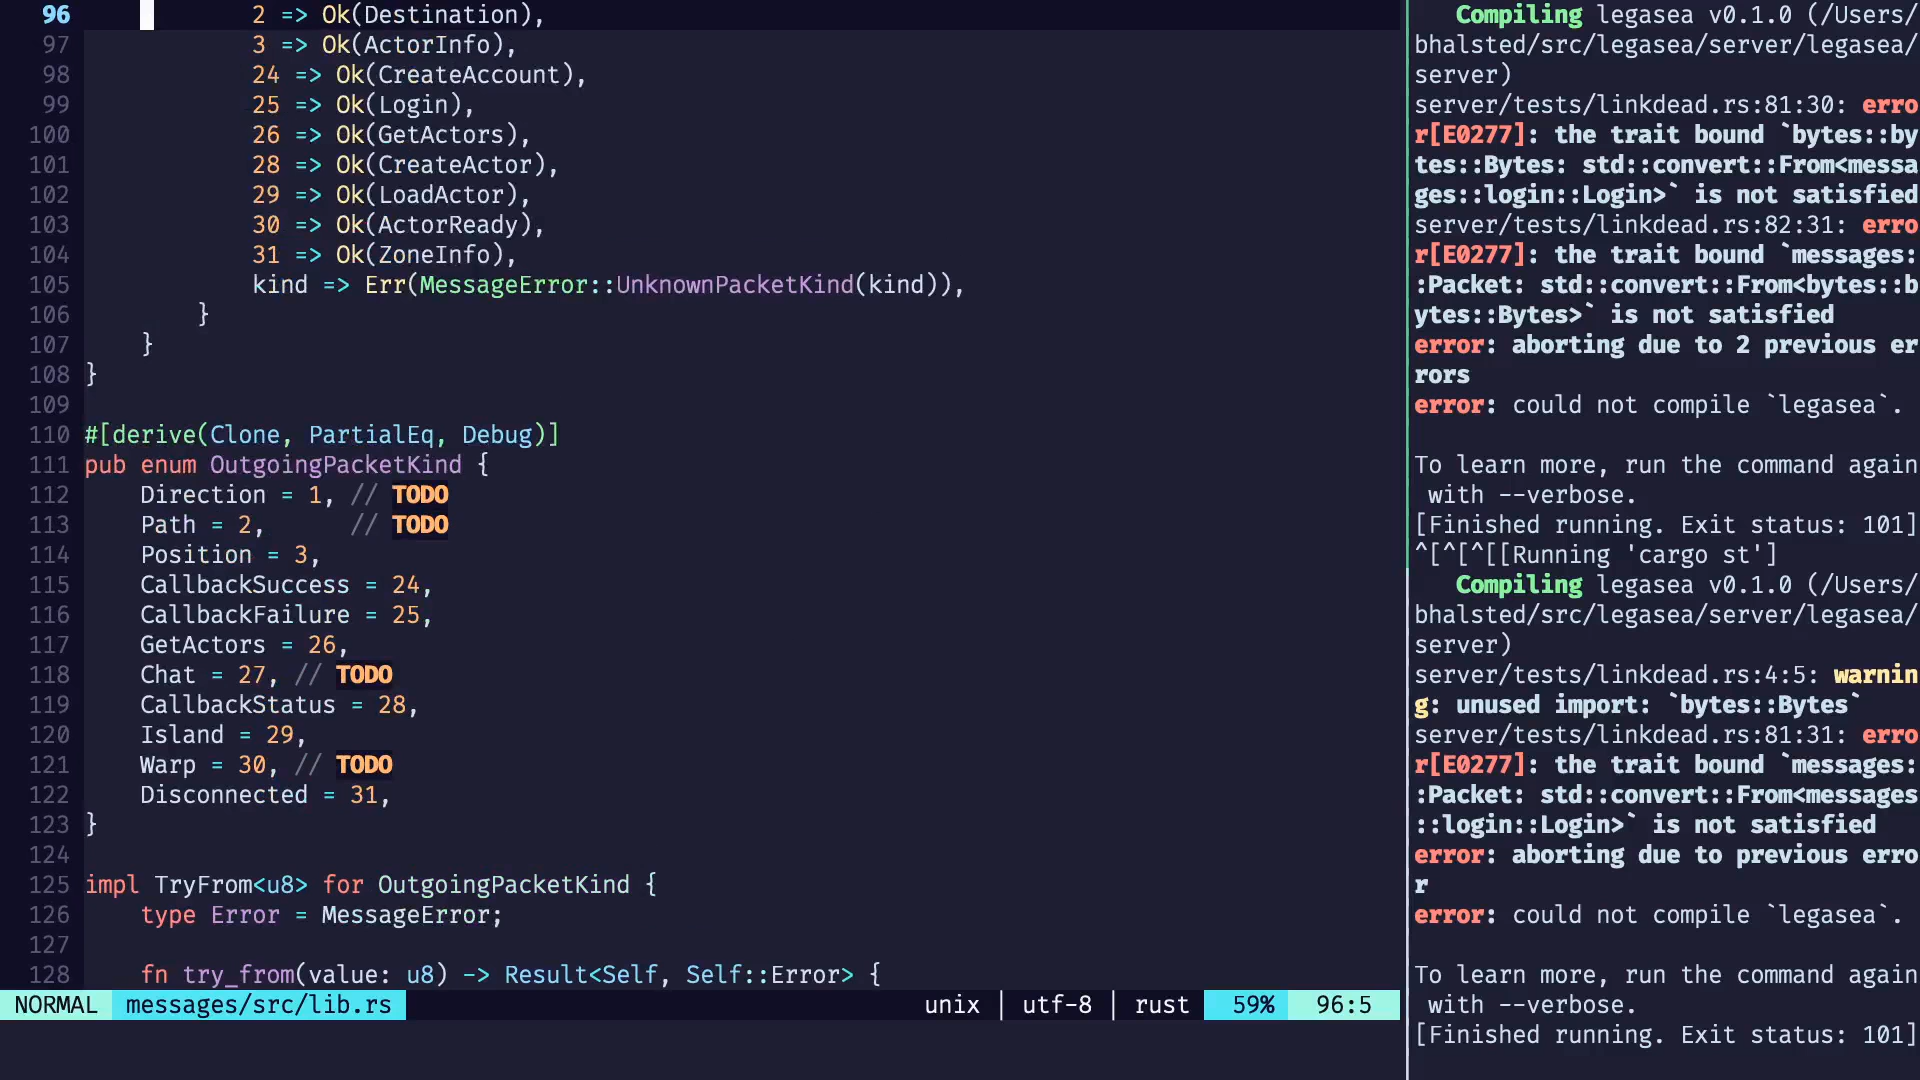 96 2 => Ok(Destination),
97 3 => Ok(ActorInfo),
98 24 => Ok(CreateAccount),
99 25 => Ok(Login),
100 26 => Ok(GetActors),
101 28 => Ok(CreateActor),
102 29 => Ok(LoadActor),
103 30 => Ok(ActorReady),
104 31 => Ok(ZoneInfo),
105 kind => Err(MessageError::UnknownPacketKind(kind)),
106 }
107 }
108 }
109
110 #[derive(Clone, PartialEq, Debug)]
111 pub enum OutgoingPacketKind {
112 Direction = 1, // TODO
113 Path = 2, // TODO
114 Position = 3,
115 CallbackSuccess = 24,
116 CallbackFailure = 25,
117 GetActors = 26,
118 Chat = 27, // TODO
119 CallbackStatus = 28,
120 Island = 29,
121 Warp = 30, // TODO
122 Disconnected = 31,
123 }
124
125 impl TryFrom<u8> for OutgoingPacketKind {
126 type Error = MessageError;
127
128 fn try_from(value: u8) -> Result<Self, Self::Error> {
NORMAL messages/src/lib.rs unix | utf-8 | rust 59% 96:5
Compiling legasea v0.1.0 (/Users/
bhalsted/src/legasea/server/legasea/
server)
server/tests/linkdead.rs:81:30: erro
r[E0277]: the trait bound `bytes::by
tes::Bytes: std::convert::From<messa
ges::login::Login>` is not satisfied
server/tests/linkdead.rs:82:31: erro
r[E0277]: the trait bound `messages:
:Packet: std::convert::From<bytes::b
ytes::Bytes>` is not satisfied
error: aborting due to 2 previous er
rors
error: could not compile `legasea`.
To learn more, run the command again
with --verbose.
[Finished running. Exit status: 101]
^[^[^[[Running 'cargo st']
Compiling legasea v0.1.0 (/Users/
bhalsted/src/legasea/server/legasea/
server)
server/tests/linkdead.rs:4:5: warnin
g: unused import: `bytes::Bytes`
server/tests/linkdead.rs:81:31: erro
r[E0277]: the trait bound `messages:
:Packet: std::convert::From<messages
::login::Login>` is not satisfied
error: aborting due to previous erro
r
error: could not compile `legasea`.
To learn more, run the command again
with --verbose.
[Finished running. Exit status: 101]